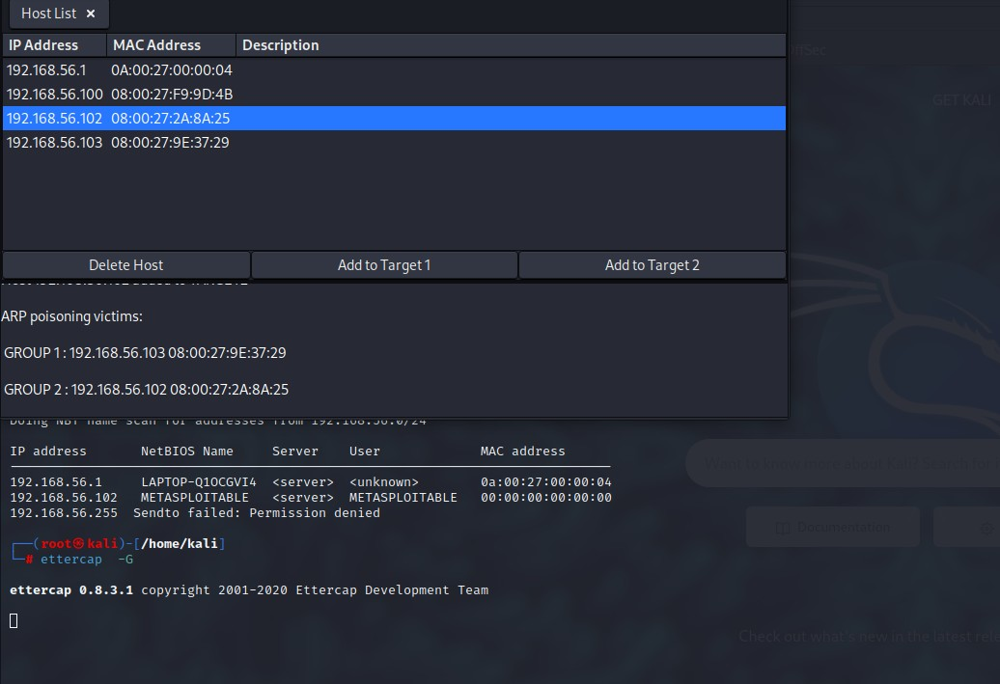 Host List ×
IP Address MAC Address Description
192.168.56.1 0A:00:27:00:00:04
192.168.56.100 08:00:27:F9:9D:4B
192.168.56.102 08:00:27:2A:8A:25
192.168.56.103 08:00:27:9E:37:29
Delete Host Add to Target 1 Add to Target 2
ARP poisoning victims:
GROUP 1 : 192.168.56.103 08:00:27:9E:37:29
GROUP 2 : 192.168.56.102 08:00:27:2A:8A:25
Doing NBT name scan for addresses from 192.168.56.0/24
IP address NetBIOS Name Server User MAC address
192.168.56.1 LAPTOP-Q1OCGVI4 <server> <unknown> 0a:00:27:00:00:04
192.168.56.102 METASPLOITABLE <server> METASPLOITABLE 00:00:00:00:00:00
192.168.56.255 Sendto failed: Permission denied
(root㉿kali)-[/home/kali]
# ettercap -G
ettercap 0.8.3.1 copyright 2001-2020 Ettercap Development Team
GET KALI
Want to know more about Kali? Search for
Documentation
Check out what's new in the latest